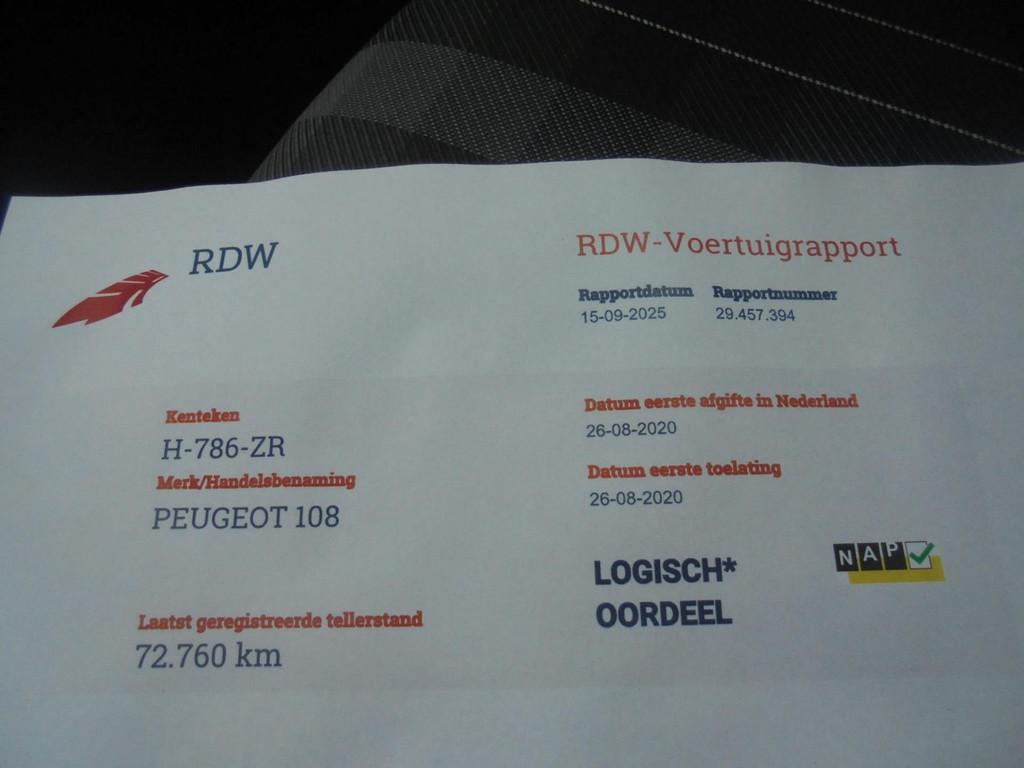 RDW
RDW-Voertuigrapport
Rapportdatum Rapportnummer
15-09-2025 29.457.394
Kenteken
H-786-ZR
Merk/Handelsbenaming
PEUGEOT 108
Laatst geregistreerde tellerstand
72.760 km
Datum eerste afgifte in Nederland
26-08-2020
Datum eerste toelating
26-08-2020
LOGISCH*
OORDEEL
NAP